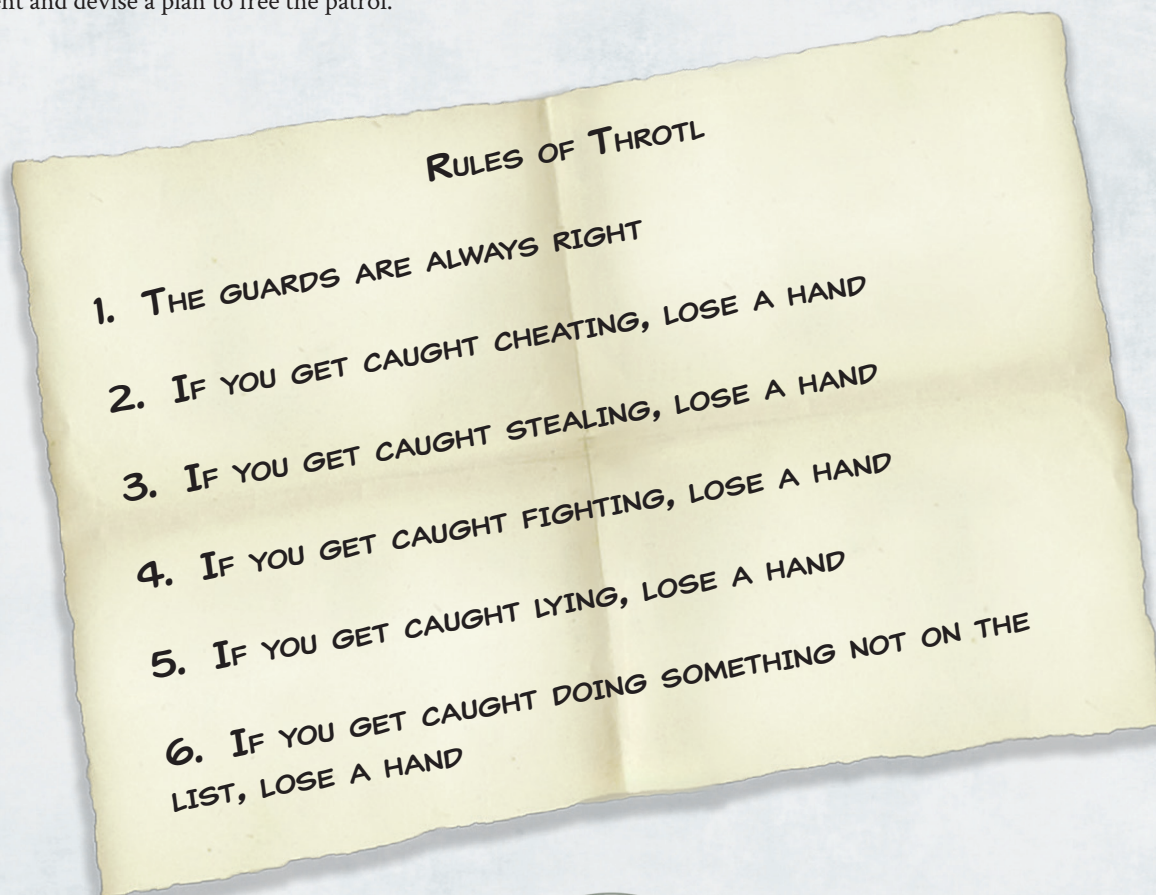 nt and devise a plan to free the patrol.
Rules of Throtl
1. The guards are always right
2. If you get caught cheating, lose a hand
3. If you get caught stealing, lose a hand
4. If you get caught fighting, lose a hand
5. If you get caught lying, lose a hand
6. If you get caught doing something not on the
list, lose a hand